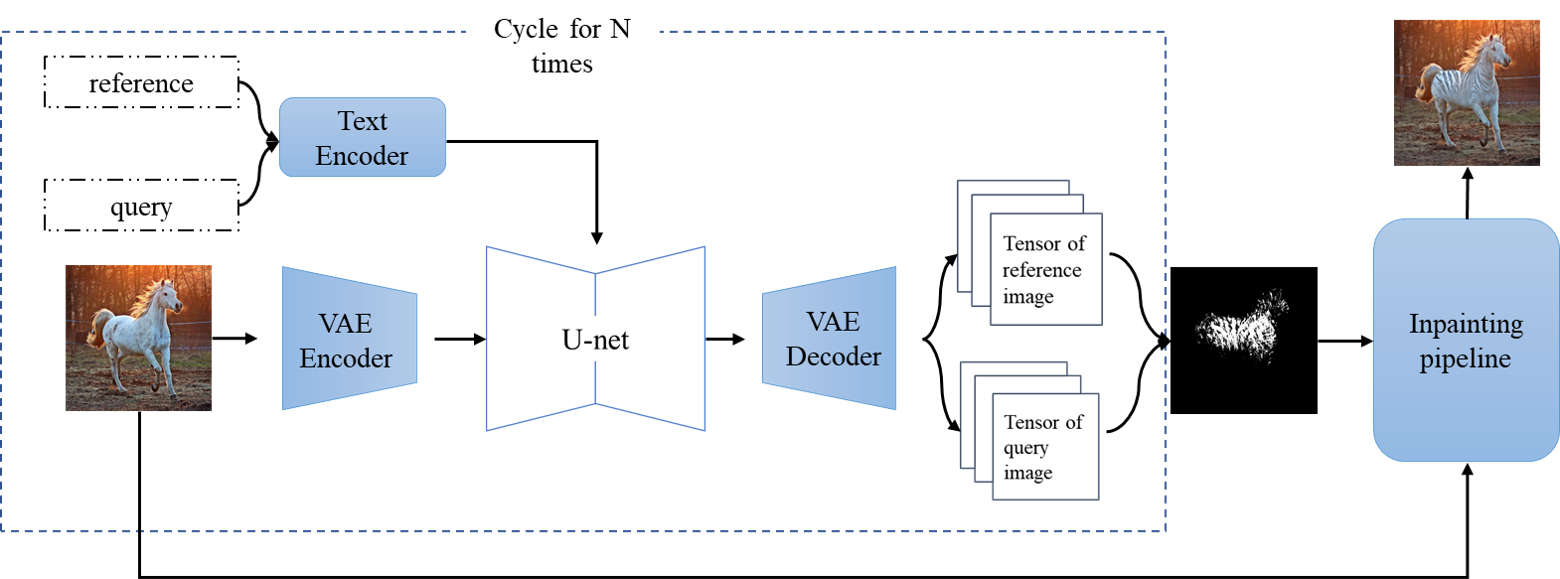 Cycle for N
times
reference
Text
Encoder
query
VAE
Encoder
U-net
VAE
Decoder
Tensor of
reference
image
Tensor of
query
image
Inpainting
pipeline